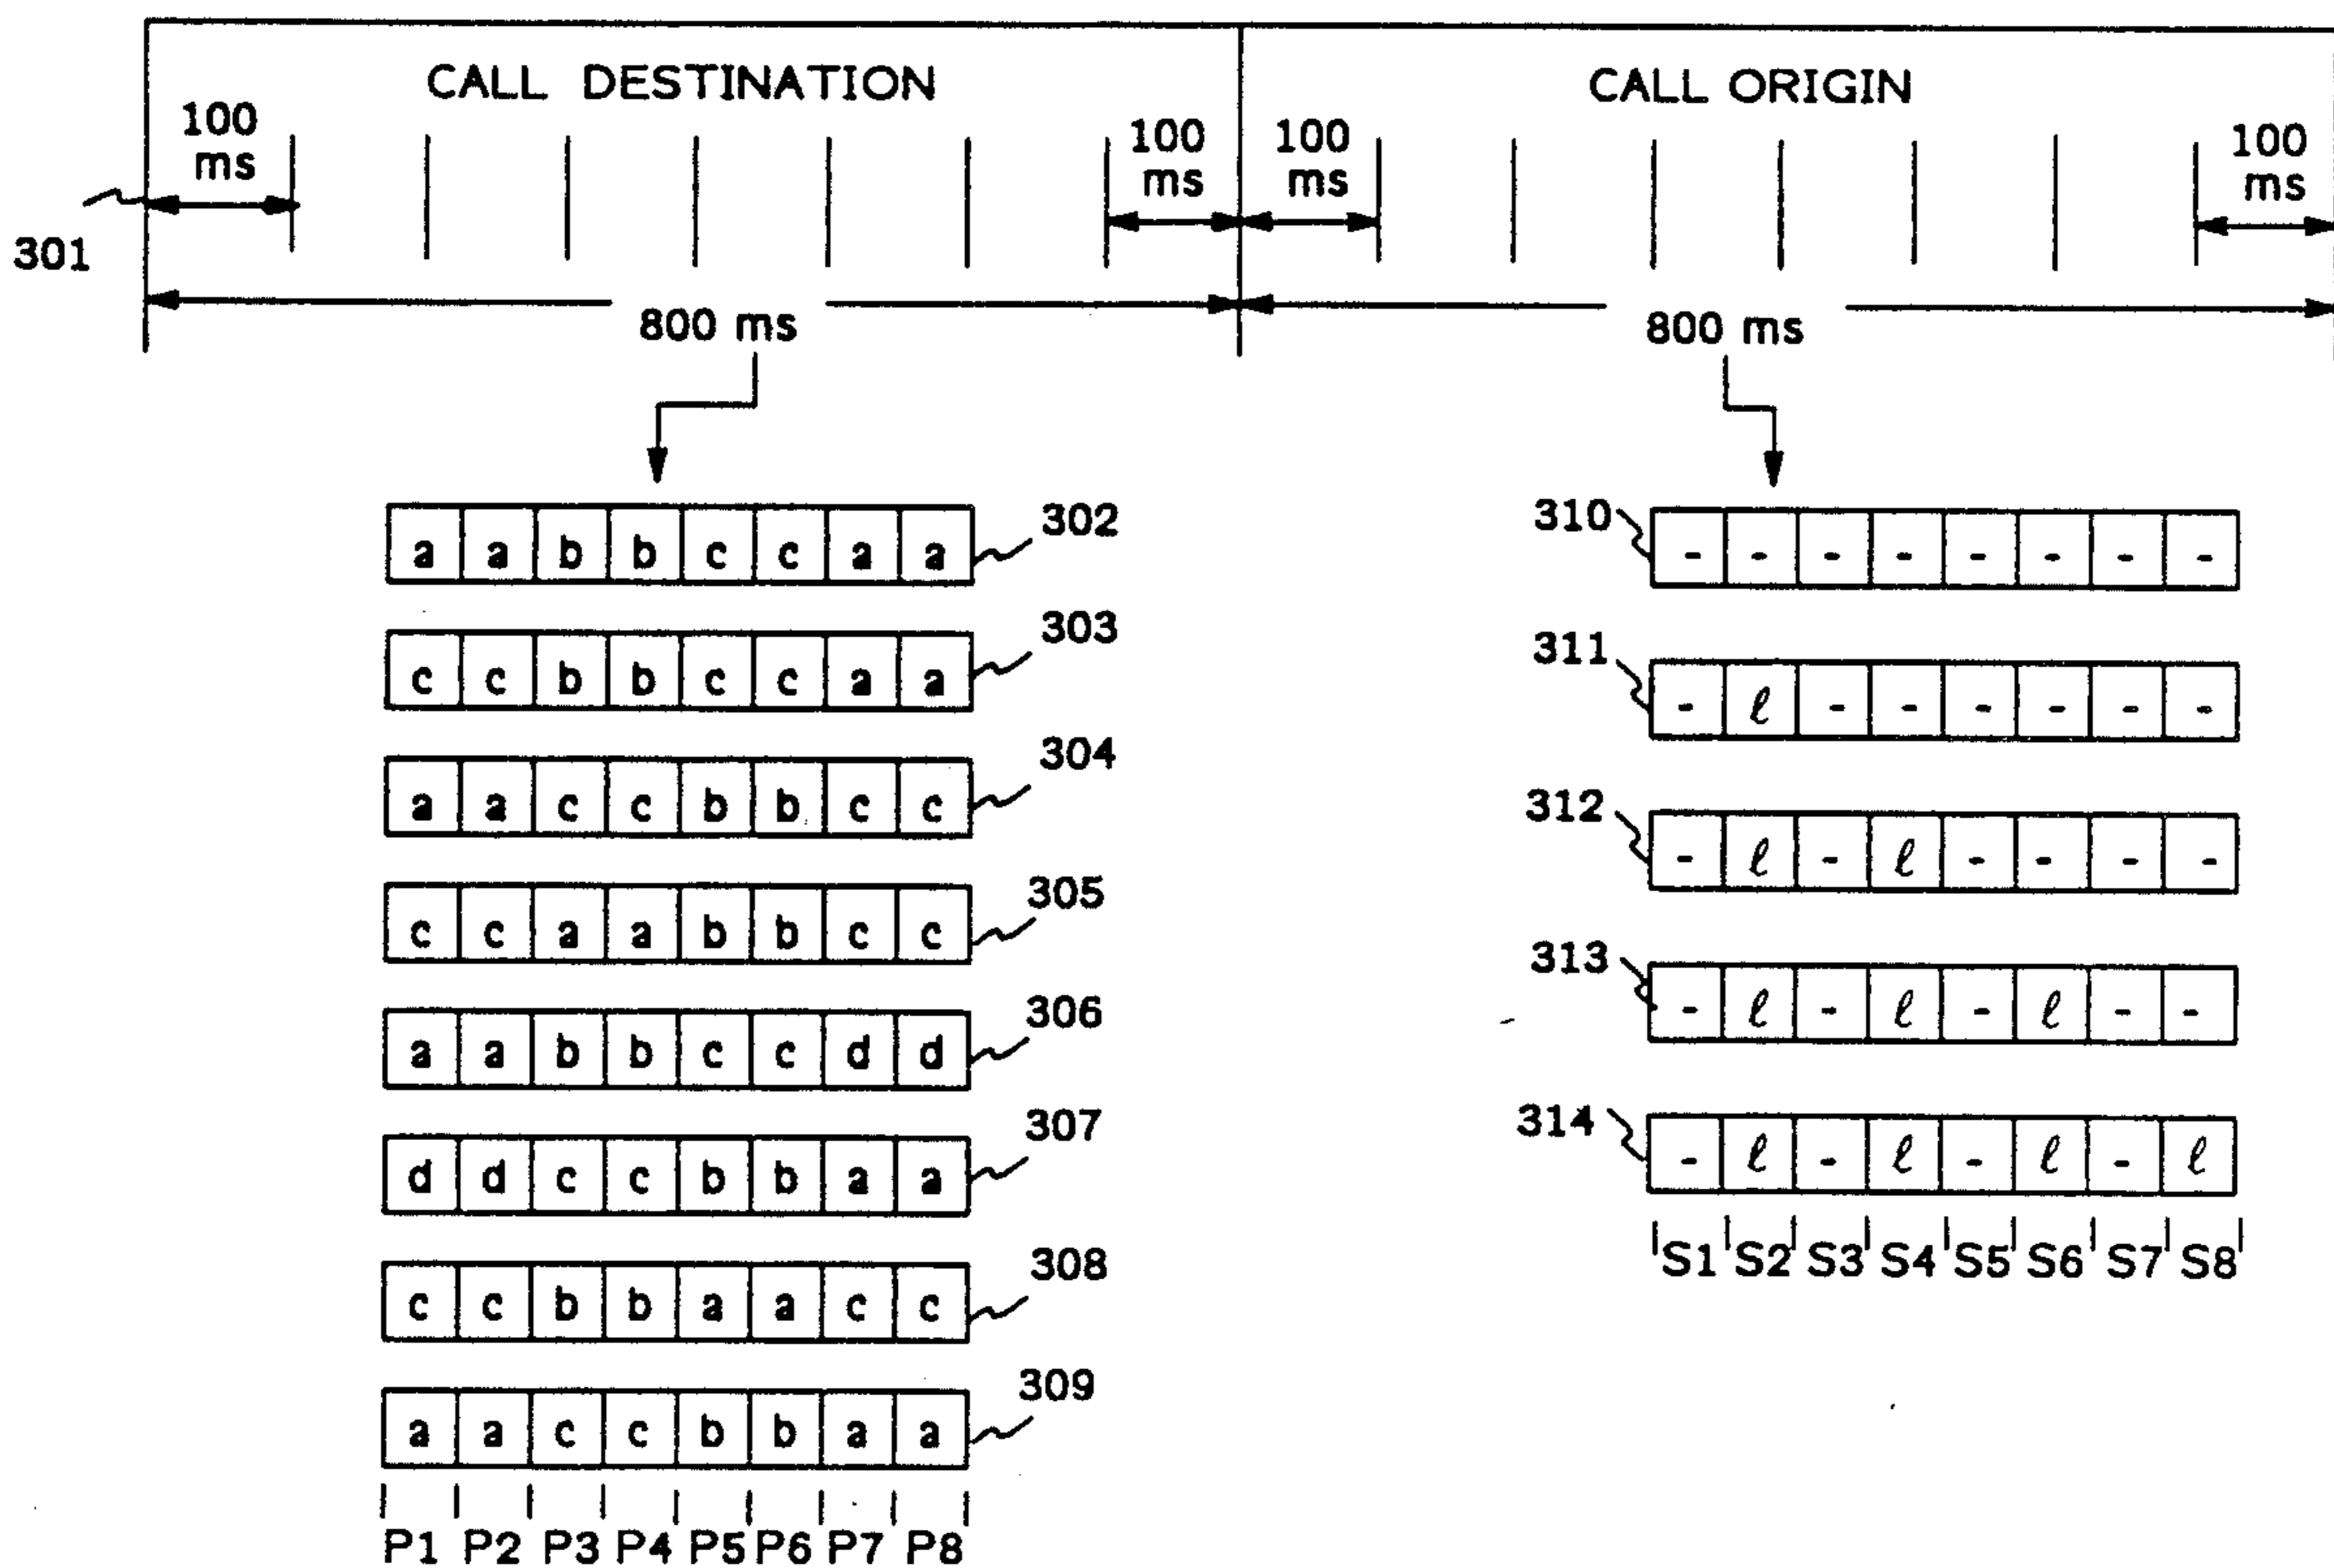 CALL DESTINATION
CALL ORIGIN
100 ms
100 ms
100 ms
100 ms
301
800 ms
800 ms
a a b b c c a a 302
c c b b c c a a 303
a a c c b b c c 304
c c a a b b c c 305
a a b b c c d d 306
d d c c b b a a 307
c c b b a a c c 308
a a c c b b a a 309
P1 P2 P3 P4 P5 P6 P7 P8
310 - - - - - - - -
311 - ℓ - - - - - -
312 - ℓ - ℓ - - - -
313 - ℓ - ℓ - ℓ - -
314 - ℓ - ℓ - ℓ - ℓ
S1 S2 S3 S4 S5 S6 S7 S8